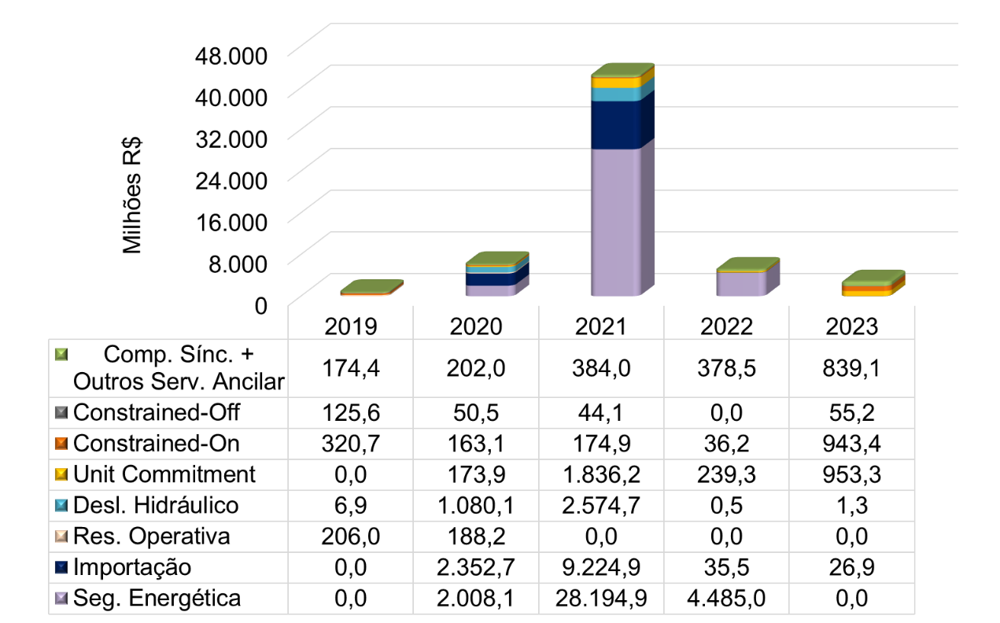 48.000
40.000
32.000
24.000
16.000
8.000
0
Milhões R$
2019 2020 2021 2022 2023
Comp. Sínc. +
Outros Serv. Ancilar 174,4 202,0 384,0 378,5 839,1
Constrained-Off 125,6 50,5 44,1 0,0 55,2
Constrained-On 320,7 163,1 174,9 36,2 943,4
Unit Commitment 0,0 173,9 1.836,2 239,3 953,3
Desl. Hidráulico 6,9 1.080,1 2.574,7 0,5 1,3
Res. Operativa 206,0 188,2 0,0 0,0 0,0
Importação 0,0 2.352,7 9.224,9 35,5 26,9
Seg. Energética 0,0 2.008,1 28.194,9 4.485,0 0,0